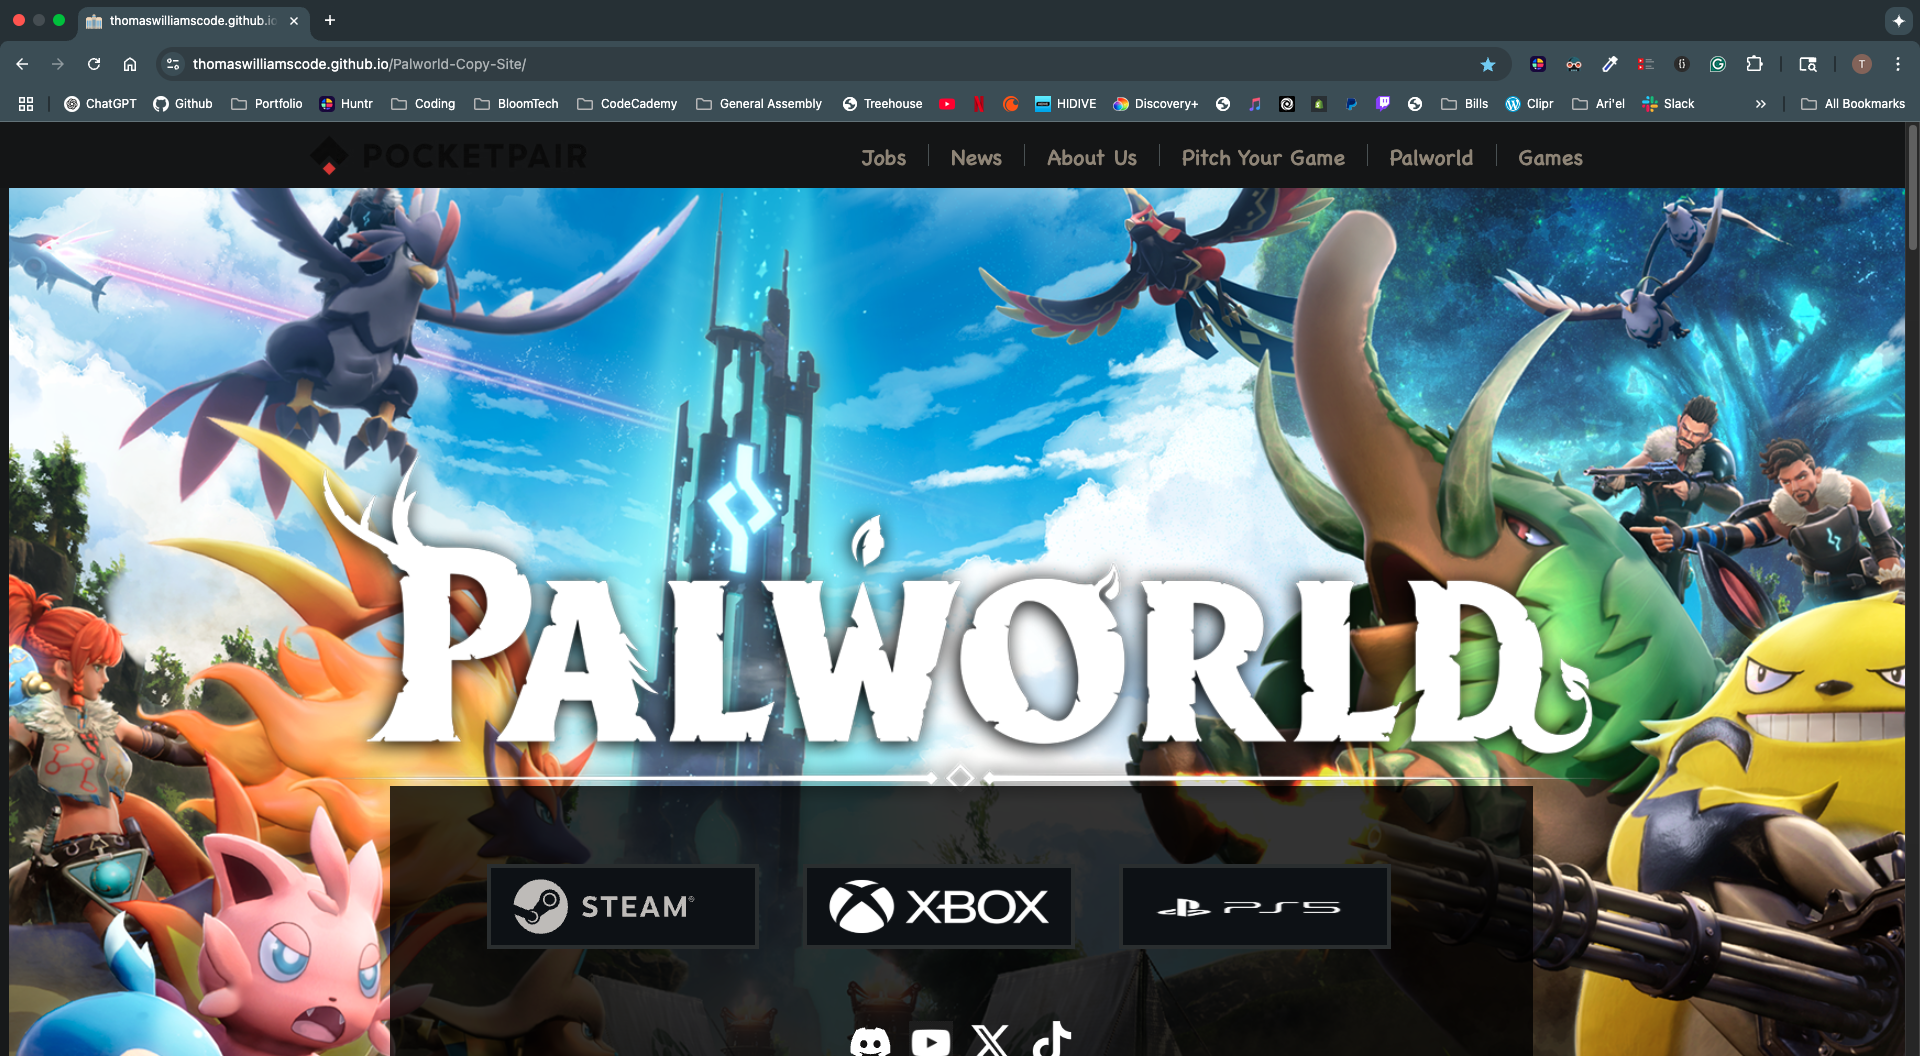 thomaswilliamscode.github.io
thomaswilliamscode.github.io/Palworld-Copy-Site/
T
ChatGPT Github Portfolio Huntr Coding BloomTech CodeCademy General Assembly Treehouse HIDIVE Discovery+ Bills Clipr Ari'el Slack All Bookmarks
POCKETPAIR Jobs News About Us Pitch Your Game Palworld Games
PALWORLD
STEAM® XBOX PS5